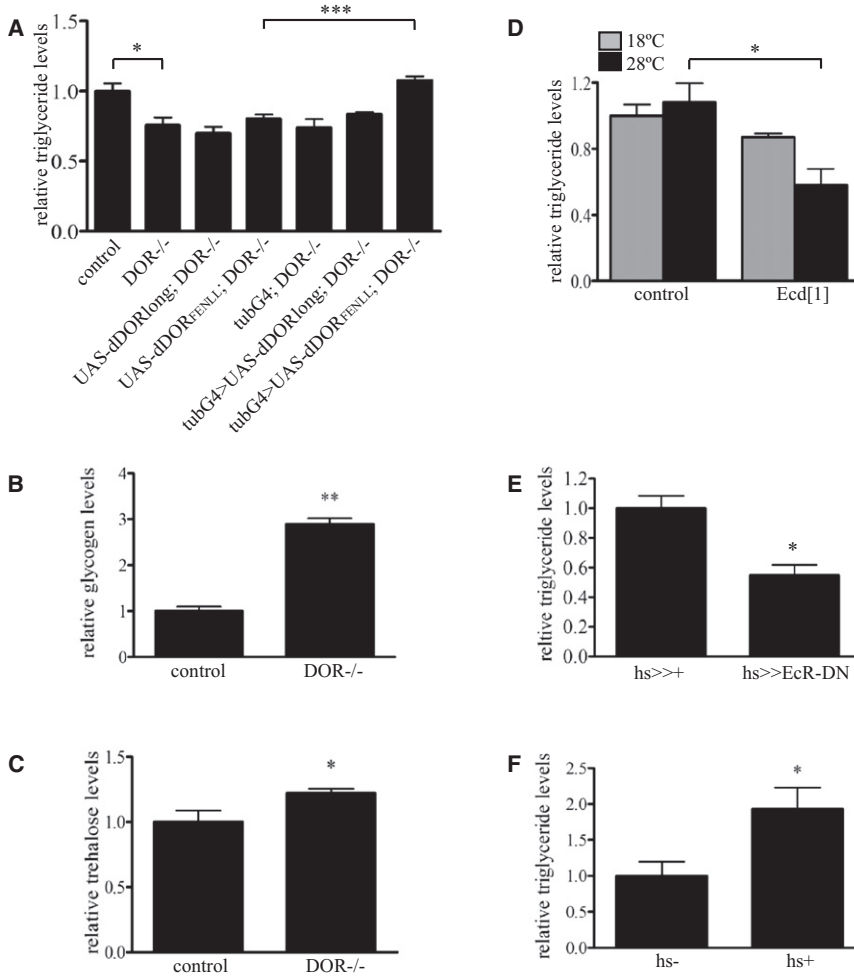 A
relative triglyceride levels
1.5
1.0
0.5
0.0
*
***
control
DOR-/-
UAS-dDORlong; DOR-/-
UAS-dDORFENLL; DOR-/-
tubG4; DOR-/-
tubG4>UAS-dDORlong; DOR-/-
tubG4>UAS-dDORFENLL; DOR-/-
B
relative glycogen levels
4
3
2
1
0
**
control
DOR-/-
C
relative trehalose levels
1.5
1.0
0.5
0.0
*
control
DOR-/-
D
18ºC
28ºC
*
relative triglyceride levels
1.2
0.8
0.4
0.0
control
Ecd[1]
E
reltive triglyceride levels
1.2
1.0
0.8
0.6
0.4
0.2
0.0
*
hs>>+
hs>>EcR-DN
F
relative triglyceride levels
2.5
2.0
1.5
1.0
0.5
0.0
*
hs-
hs+